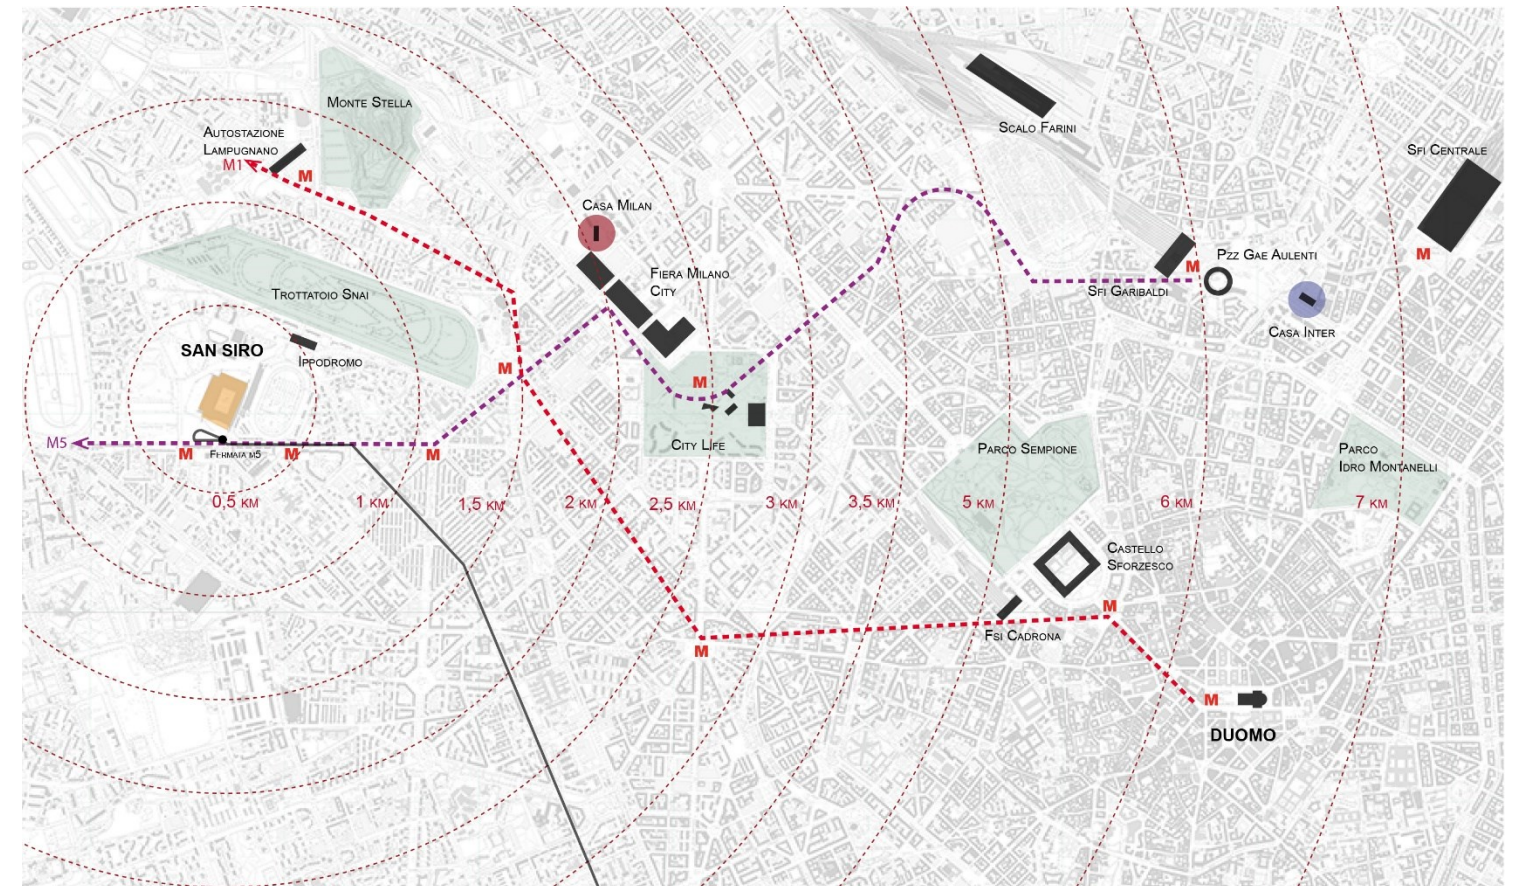 Monte Stella
Autostazione
Lampugnano
M1
M
Scalo Farini
Sfi Centrale
M
Casa Milan
Fiera Milano
City
Pzz Gae Aulenti
M
Sfi Garibaldi
Casa Inter
Trottatoio Snai
SAN SIRO
Ippodromo
M
M
City Life
Parco Sempione
Parco
Idro Montanelli
M5
M
Fermata M5
M
M
0,5 km
1 km
1,5 km
2 km
2,5 km
3 km
3,5 km
5 km
6 km
7 km
Castello
Sforzesco
M
Fsi Cadrona
M
M
DUOMO